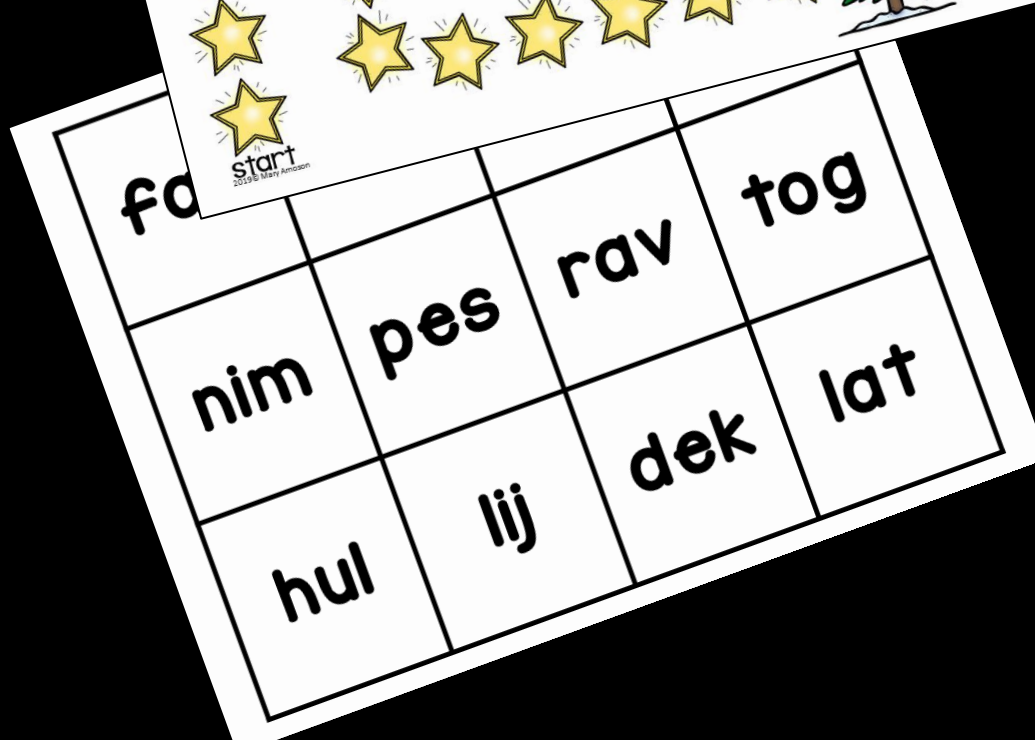 start
2019© Mary Amoson
rav tog
nim pes
dek lat
hul lij